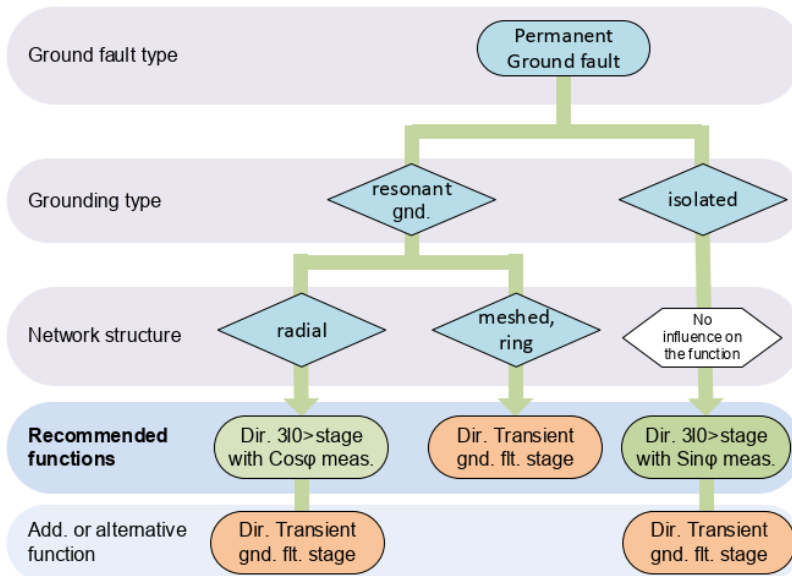 Permanent
Ground fault
Ground fault type
Grounding type
resonant
gnd.
isolated
Network structure
radial
meshed,
ring
No
influence on
the function
Recommended
functions
Dir. 3I0>stage
with Cosφ meas.
Dir. Transient
gnd. flt. stage
Dir. 3I0>stage
with Sinφ meas.
Add. or alternative
function
Dir. Transient
gnd. flt. stage
Dir. Transient
gnd. flt. stage